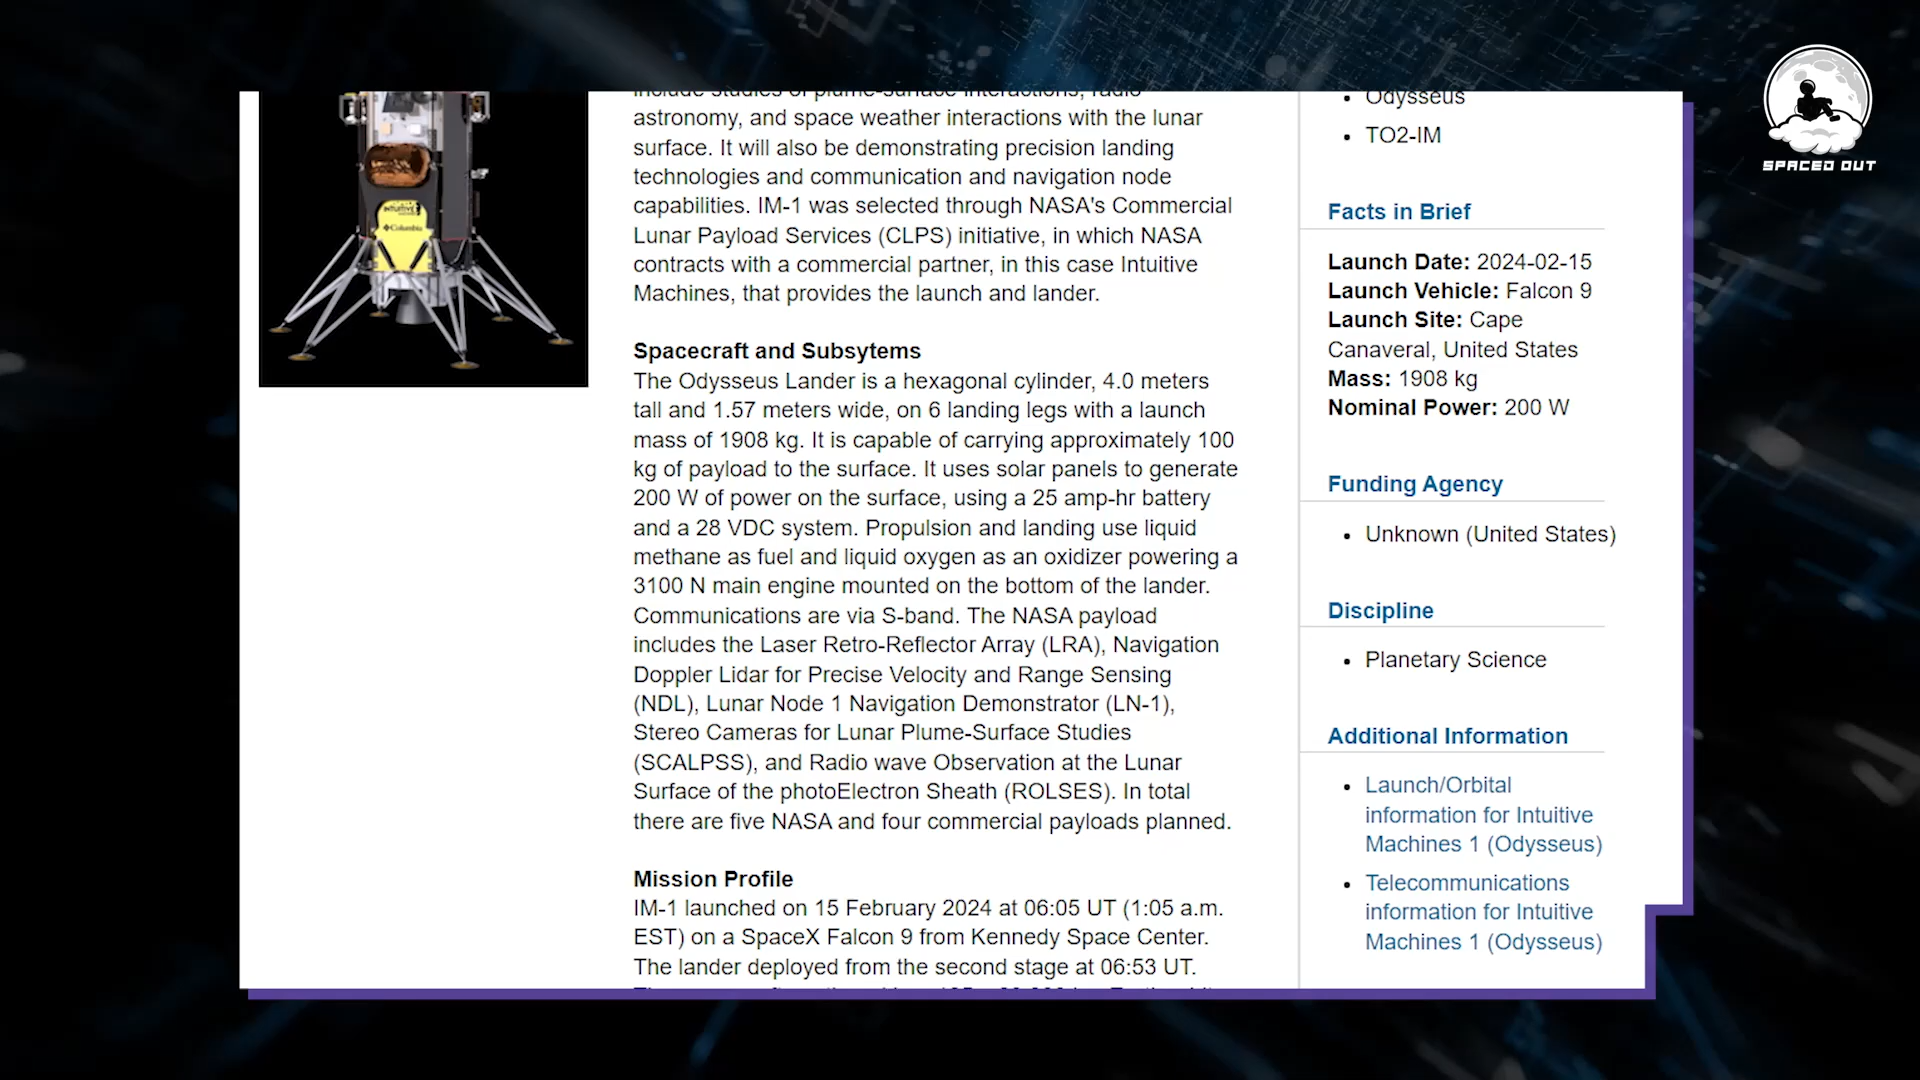 include studies of plume-surface interactions, radio
astronomy, and space weather interactions with the lunar
surface. It will also be demonstrating precision landing
technologies and communication and navigation node
capabilities. IM-1 was selected through NASA's Commercial
Lunar Payload Services (CLPS) initiative, in which NASA
contracts with a commercial partner, in this case Intuitive
Machines, that provides the launch and lander.
Spacecraft and Subsytems
The Odysseus Lander is a hexagonal cylinder, 4.0 meters
tall and 1.57 meters wide, on 6 landing legs with a launch
mass of 1908 kg. It is capable of carrying approximately 100
kg of payload to the surface. It uses solar panels to generate
200 W of power on the surface, using a 25 amp-hr battery
and a 28 VDC system. Propulsion and landing use liquid
methane as fuel and liquid oxygen as an oxidizer powering a
3100 N main engine mounted on the bottom of the lander.
Communications are via S-band. The NASA payload
includes the Laser Retro-Reflector Array (LRA), Navigation
Doppler Lidar for Precise Velocity and Range Sensing
(NDL), Lunar Node 1 Navigation Demonstrator (LN-1),
Stereo Cameras for Lunar Plume-Surface Studies
(SCALPSS), and Radio wave Observation at the Lunar
Surface of the photoElectron Sheath (ROLSES). In total
there are five NASA and four commercial payloads planned.
Mission Profile
IM-1 launched on 15 February 2024 at 06:05 UT (1:05 a.m.
EST) on a SpaceX Falcon 9 from Kennedy Space Center.
The lander deployed from the second stage at 06:53 UT.
Odysseus
TO2-IM
Facts in Brief
Launch Date: 2024-02-15
Launch Vehicle: Falcon 9
Launch Site: Cape
Canaveral, United States
Mass: 1908 kg
Nominal Power: 200 W
Funding Agency
Unknown (United States)
Discipline
Planetary Science
Additional Information
Launch/Orbital
information for Intuitive
Machines 1 (Odysseus)
Telecommunications
information for Intuitive
Machines 1 (Odysseus)
INTUITIVE
Columbia
SPACED OUT